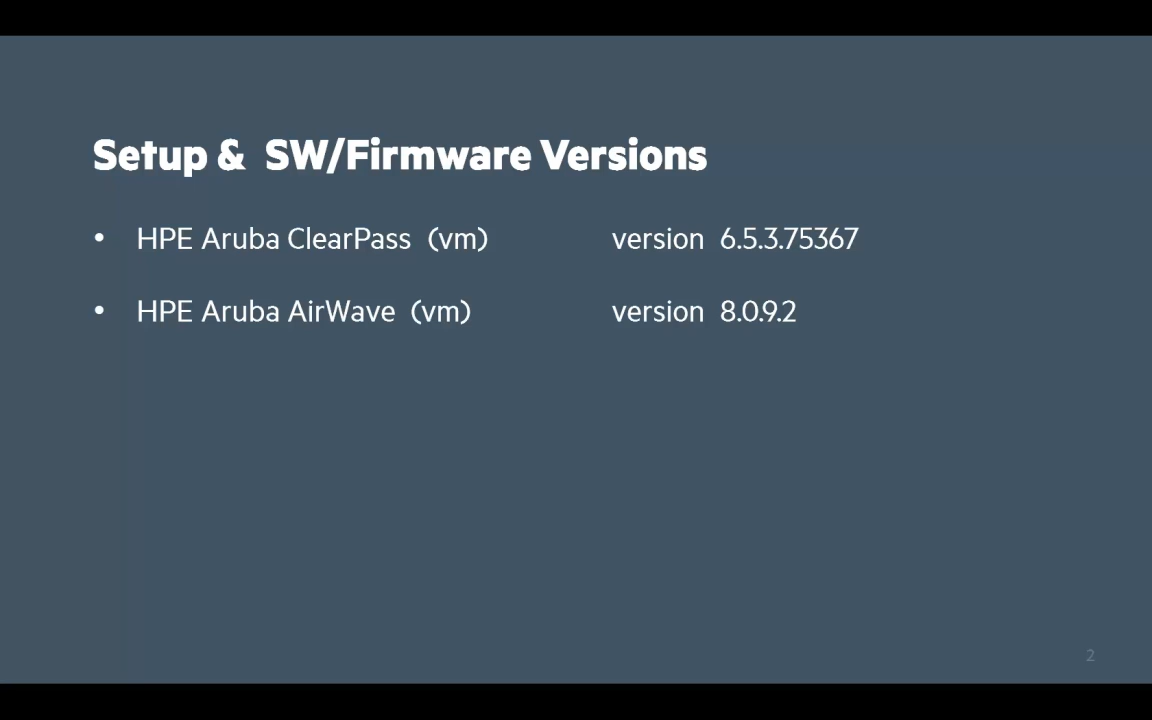 Setup &  SW/Firmware Versions
• HPE Aruba ClearPass  (vm) version  6.5.3.75367
• HPE Aruba AirWave  (vm) version  8.0.9.2
2